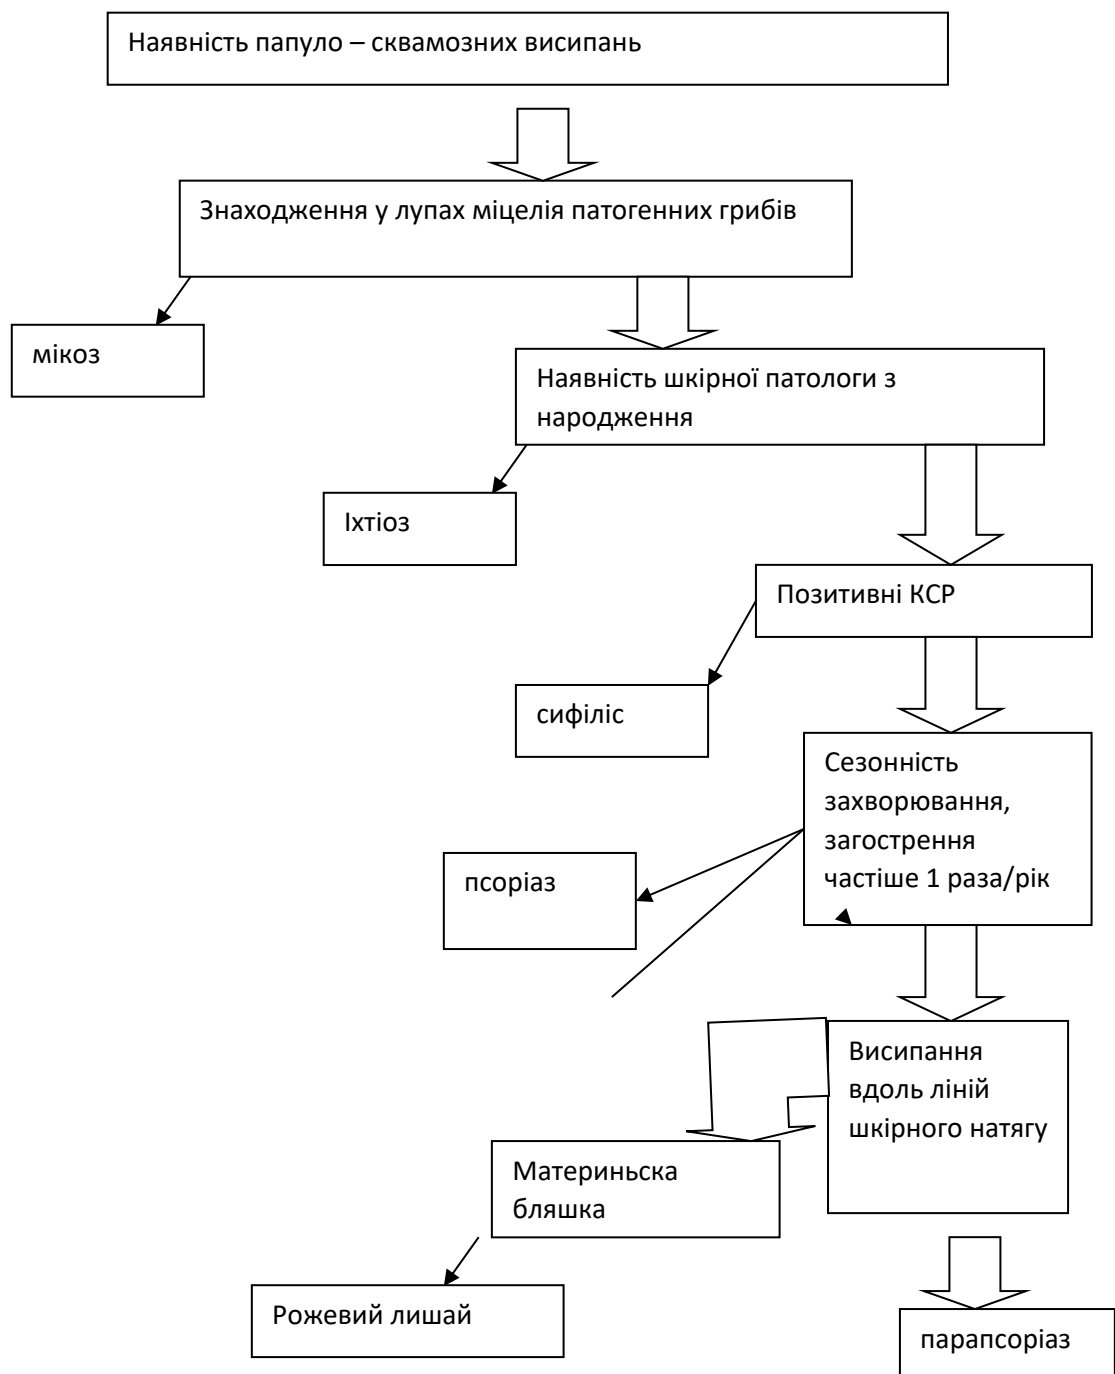 Наявність папуло – сквамозних висипань
Знаходження у лупах міцелія патогенних грибів
мікоз
Наявність шкірної патологи з
народження
Іхтіоз
Позитивні КСР
сифіліс
Сезонність
захворювання,
загострення
частіше 1 раза/рік
псоріаз
Висипання
вдоль ліній
шкірного натягу
Материньска
бляшка
Рожевий лишай
парапсоріаз